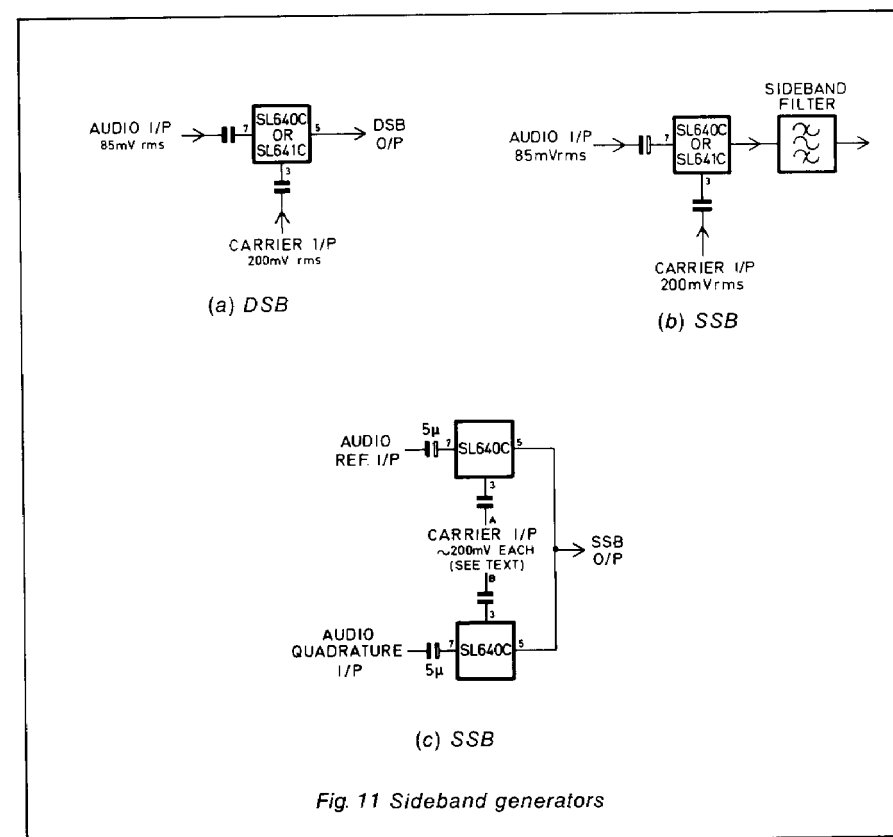 AUDIO I/P
85mV rms
7
SL640C
OR
SL641C
5
3
DSB
O/P
CARRIER I/P
200mV rms
(a) DSB
SIDEBAND
FILTER
AUDIO I/P
85mVrms
7
SL640C
OR
SL641C
3
CARRIER I/P
200mVrms
(b) SSB
AUDIO
REF. I/P
5μ
7
SL640C
5
3
A
CARRIER I/P
~200mV EACH
(SEE TEXT)
B
3
SSB
O/P
AUDIO
QUADRATURE
I/P
5μ
7
SL640C
5
(c) SSB
Fig. 11 Sideband generators